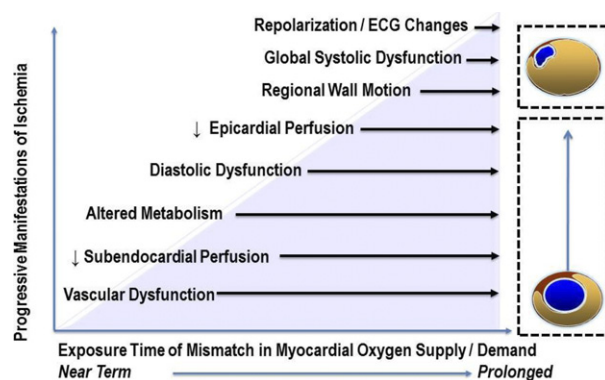 Repolarization / ECG Changes
Global Systolic Dysfunction
Regional Wall Motion
↓ Epicardial Perfusion
Diastolic Dysfunction
Altered Metabolism
↓ Subendocardial Perfusion
Vascular Dysfunction
Progressive Manifestations of Ischemia
Exposure Time of Mismatch in Myocardial Oxygen Supply / Demand
Near Term Prolonged